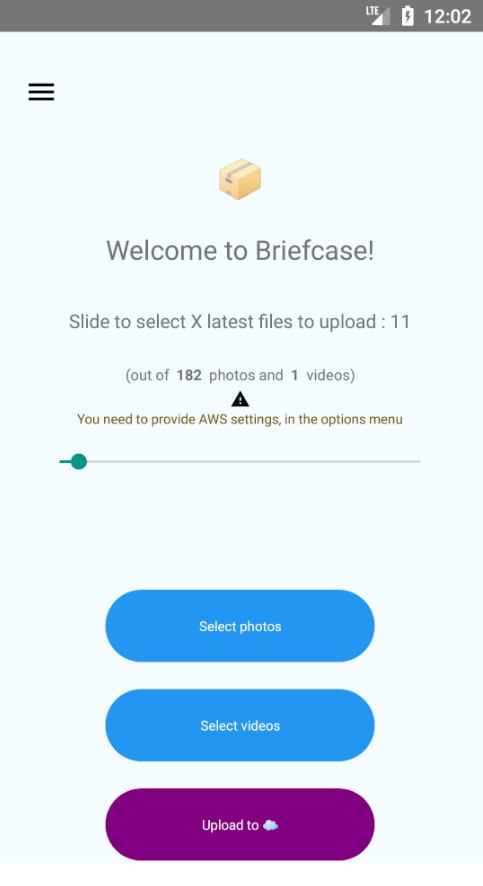 LTE 12:02
Welcome to Briefcase!
Slide to select X latest files to upload : 11
(out of 182 photos and 1 videos)
You need to provide AWS settings, in the options menu
Select photos
Select videos
Upload to ☁️